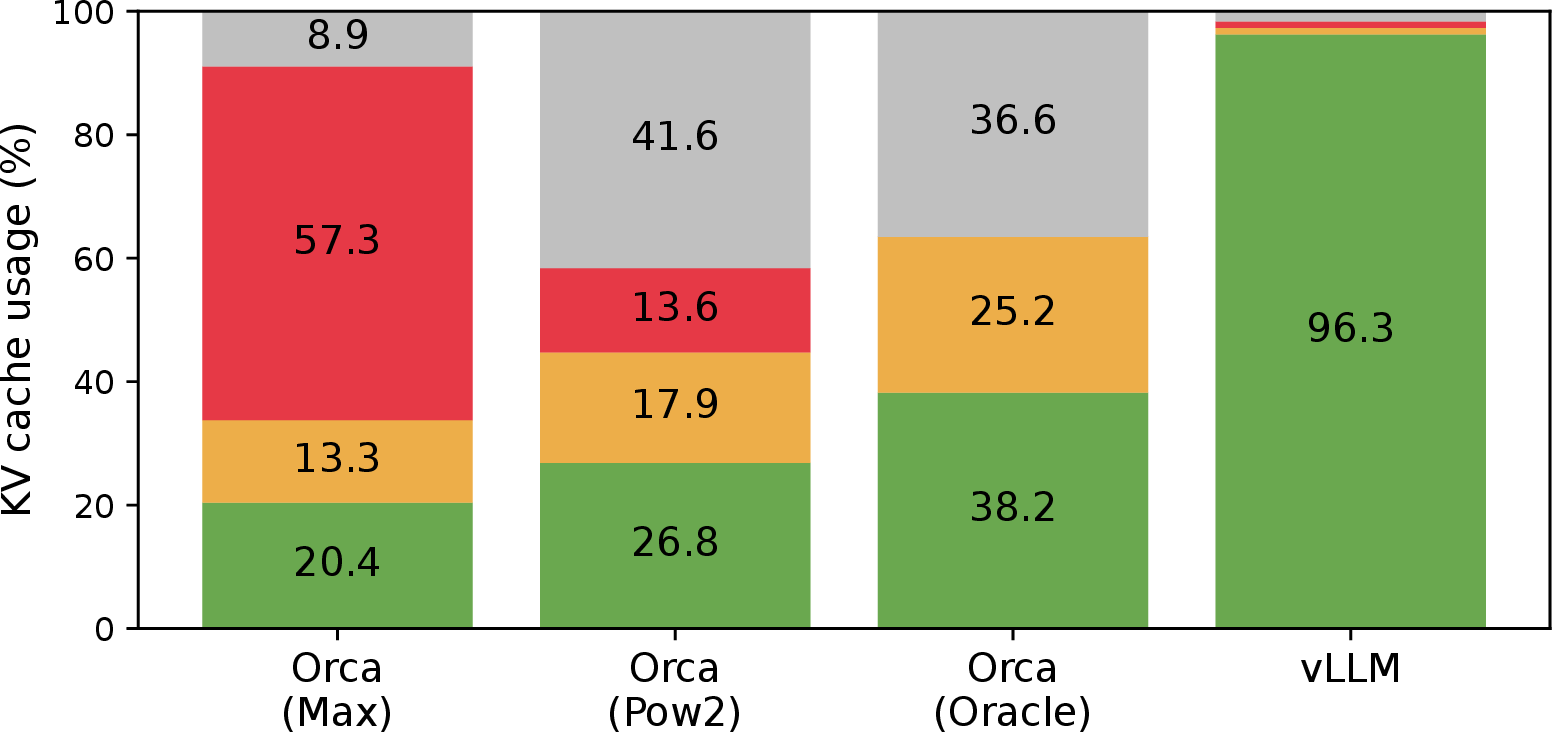 KV cache usage (%)
100
80
60
40
20
0
8.9
57.3
13.3
20.4
41.6
13.6
17.9
26.8
36.6
25.2
38.2
96.3
Orca
(Max)
Orca
(Pow2)
Orca
(Oracle)
vLLM